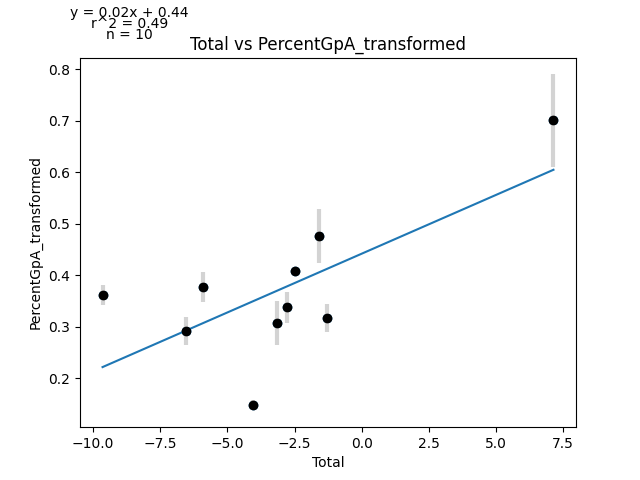 y = 0.02x + 0.44
r^2 = 0.49
n = 10
Total vs PercentGpA_transformed
0.8
0.7
0.6
0.5
0.4
0.3
0.2
PercentGpA_transformed
−10.0 −7.5 −5.0 −2.5 0.0 2.5 5.0 7.5
Total